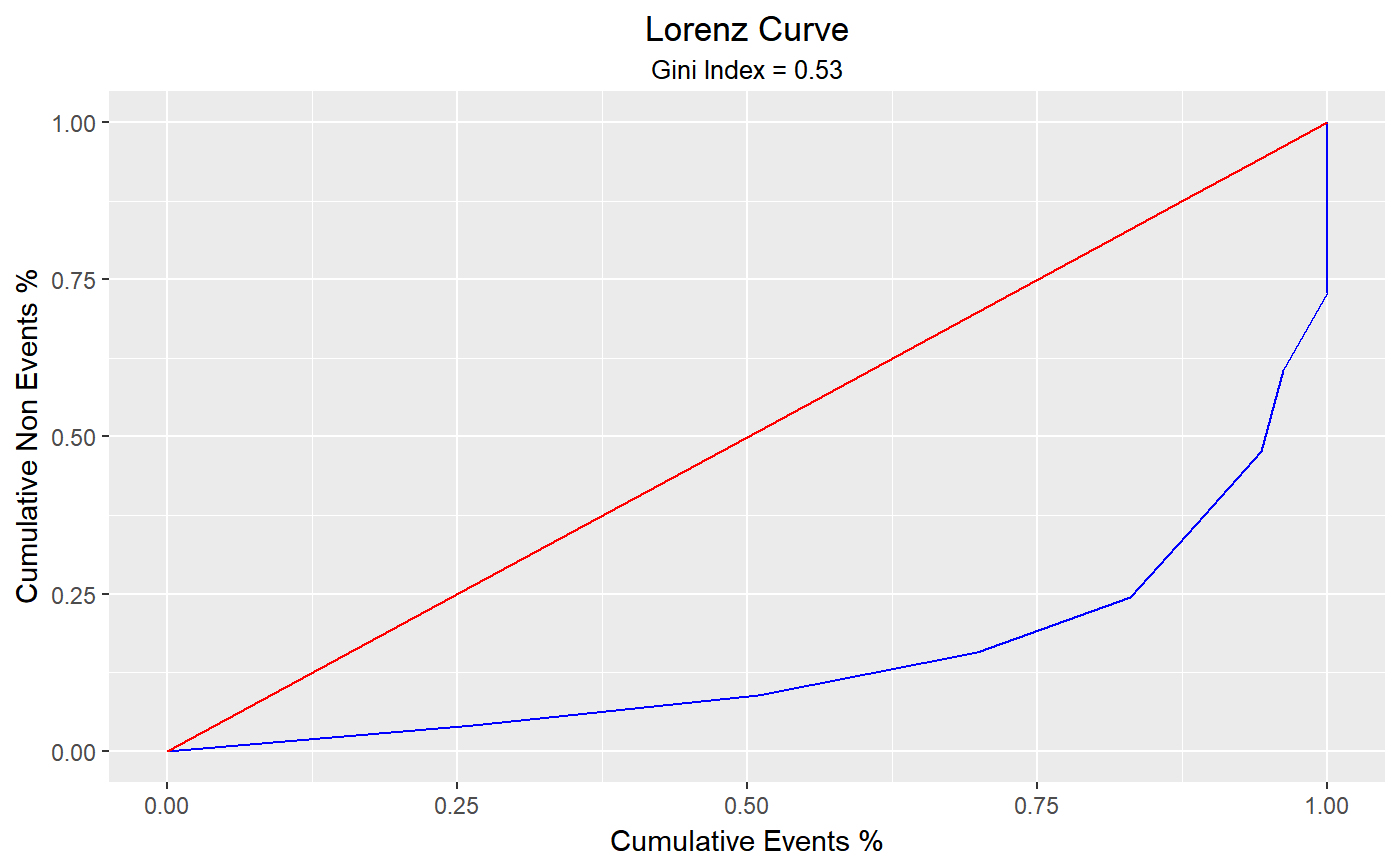 Lorenz Curve
Gini Index = 0.53
Cumulative Non Events %
1.00
0.75
0.50
0.25
0.00
0.00 0.25 0.50 0.75 1.00
Cumulative Events %